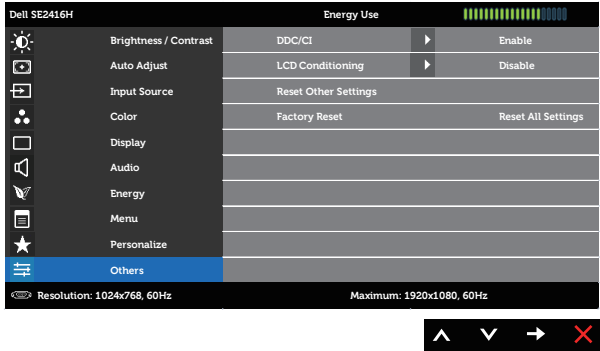 Dell SE2416H Energy Use
Brightness / Contrast DDC/CI Enable
Auto Adjust LCD Conditioning Disable
Input Source Reset Other Settings
Color Factory Reset Reset All Settings
Display
Audio
Energy
Menu
Personalize
Others
Resolution: 1024x768, 60Hz Maximum: 1920x1080, 60Hz